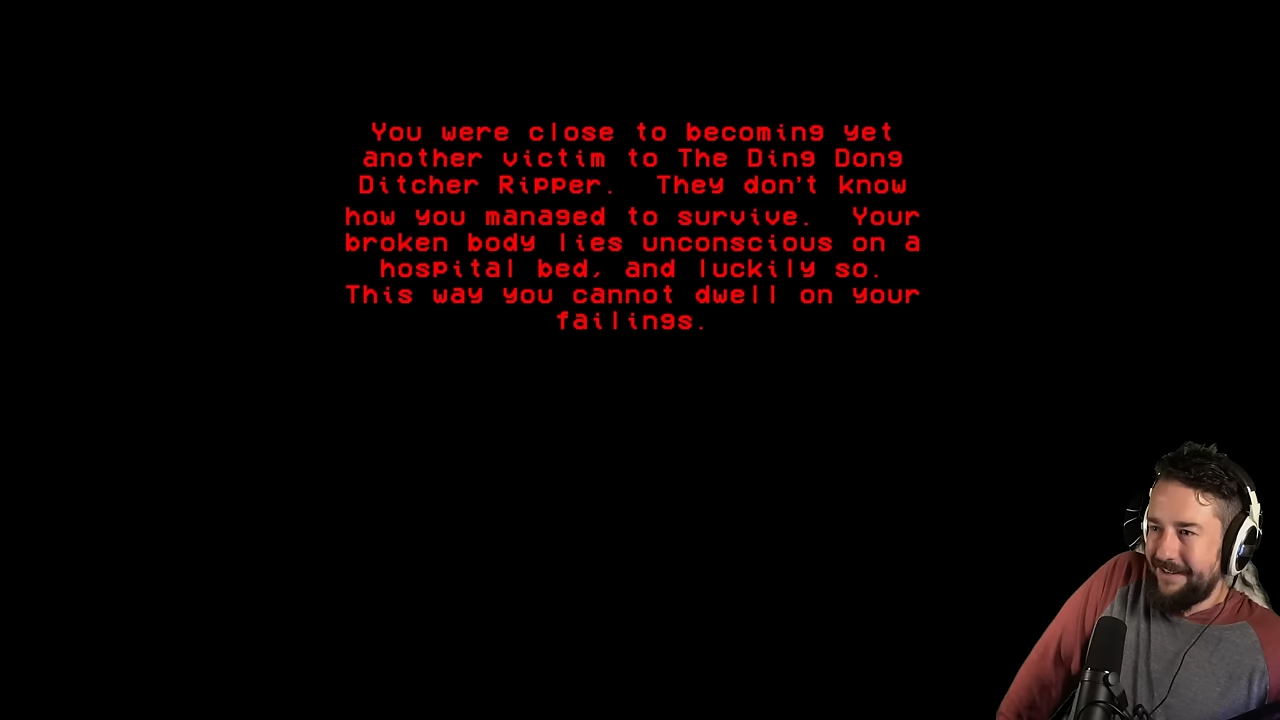 You were close to becoming yet
another victim to The Ding Dong
Ditcher Ripper.  They don't know
how you managed to survive.  Your
broken body lies unconscious on a
hospital bed, and luckily so.
This way you cannot dwell on your
failings.